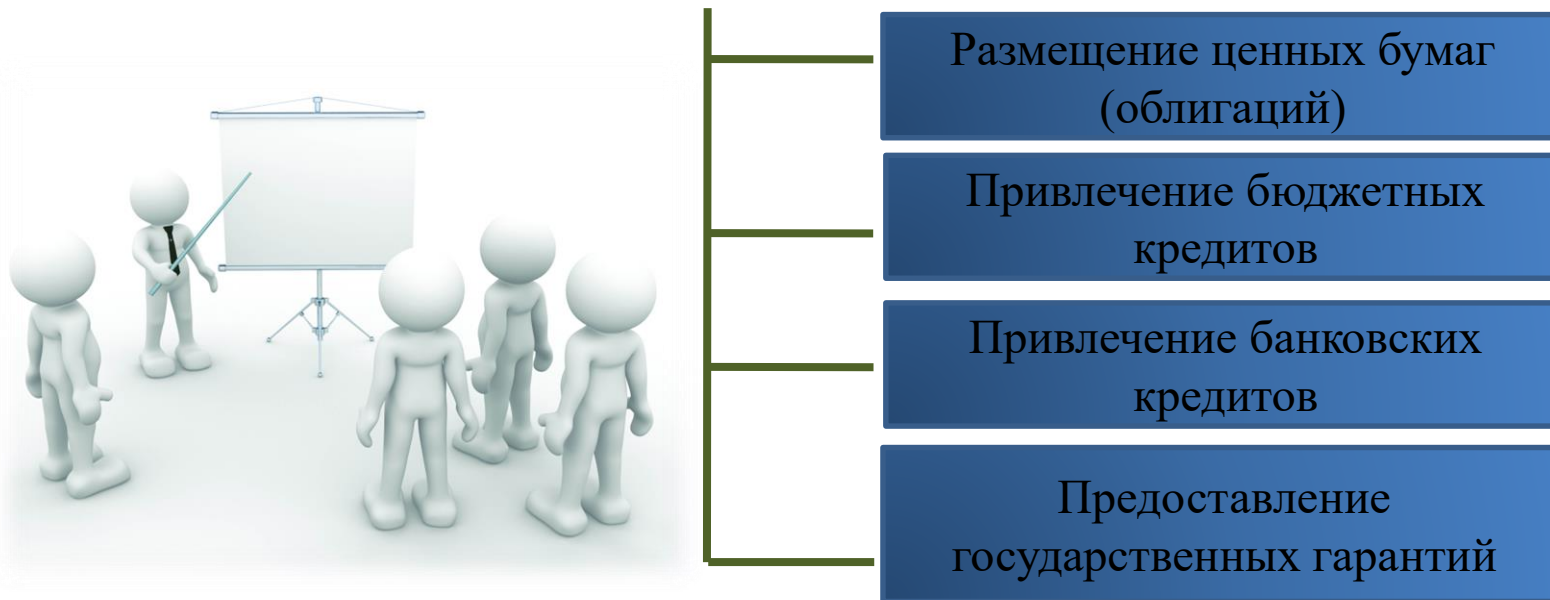 Размещение ценных бумаг
(облигаций)
Привлечение бюджетных
кредитов
Привлечение банковских
кредитов
Предоставление
государственных гарантий